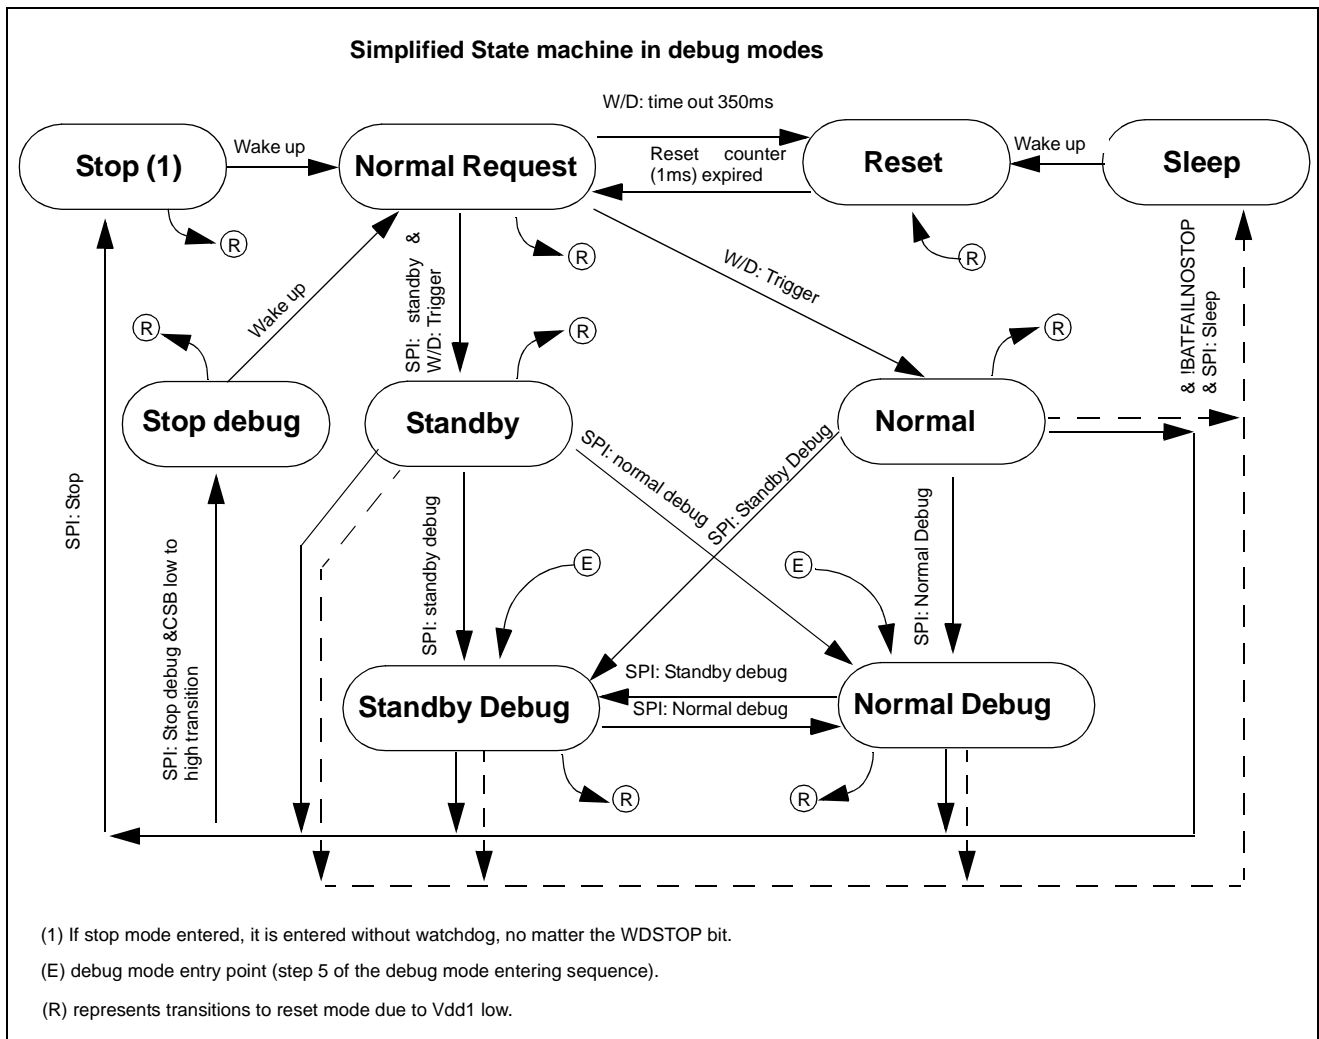 Simplified State machine in debug modes
W/D: time out 350ms
Stop (1)
Wake up
Normal Request
Reset counter
(1ms) expired
Reset
Wake up
Sleep
R
R
R
SPI: standby &
W/D: Trigger
W/D: Trigger
& !BATFAILNOSTOP
& SPI: Sleep
Wake up
R
R
R
Stop debug
Standby
Normal
SPI: Stop
SPI: normal debug
SPI: Standby Debug
SPI: Stop debug &CSB low to
high transition
SPI: standby debug
E
E
SPI: Normal Debug
SPI: Standby debug
Standby Debug
SPI: Normal debug
Normal Debug
R
R
(1) If stop mode entered, it is entered without watchdog, no matter the WDSTOP bit.
(E) debug mode entry point (step 5 of the debug mode entering sequence).
(R) represents transitions to reset mode due to Vdd1 low.